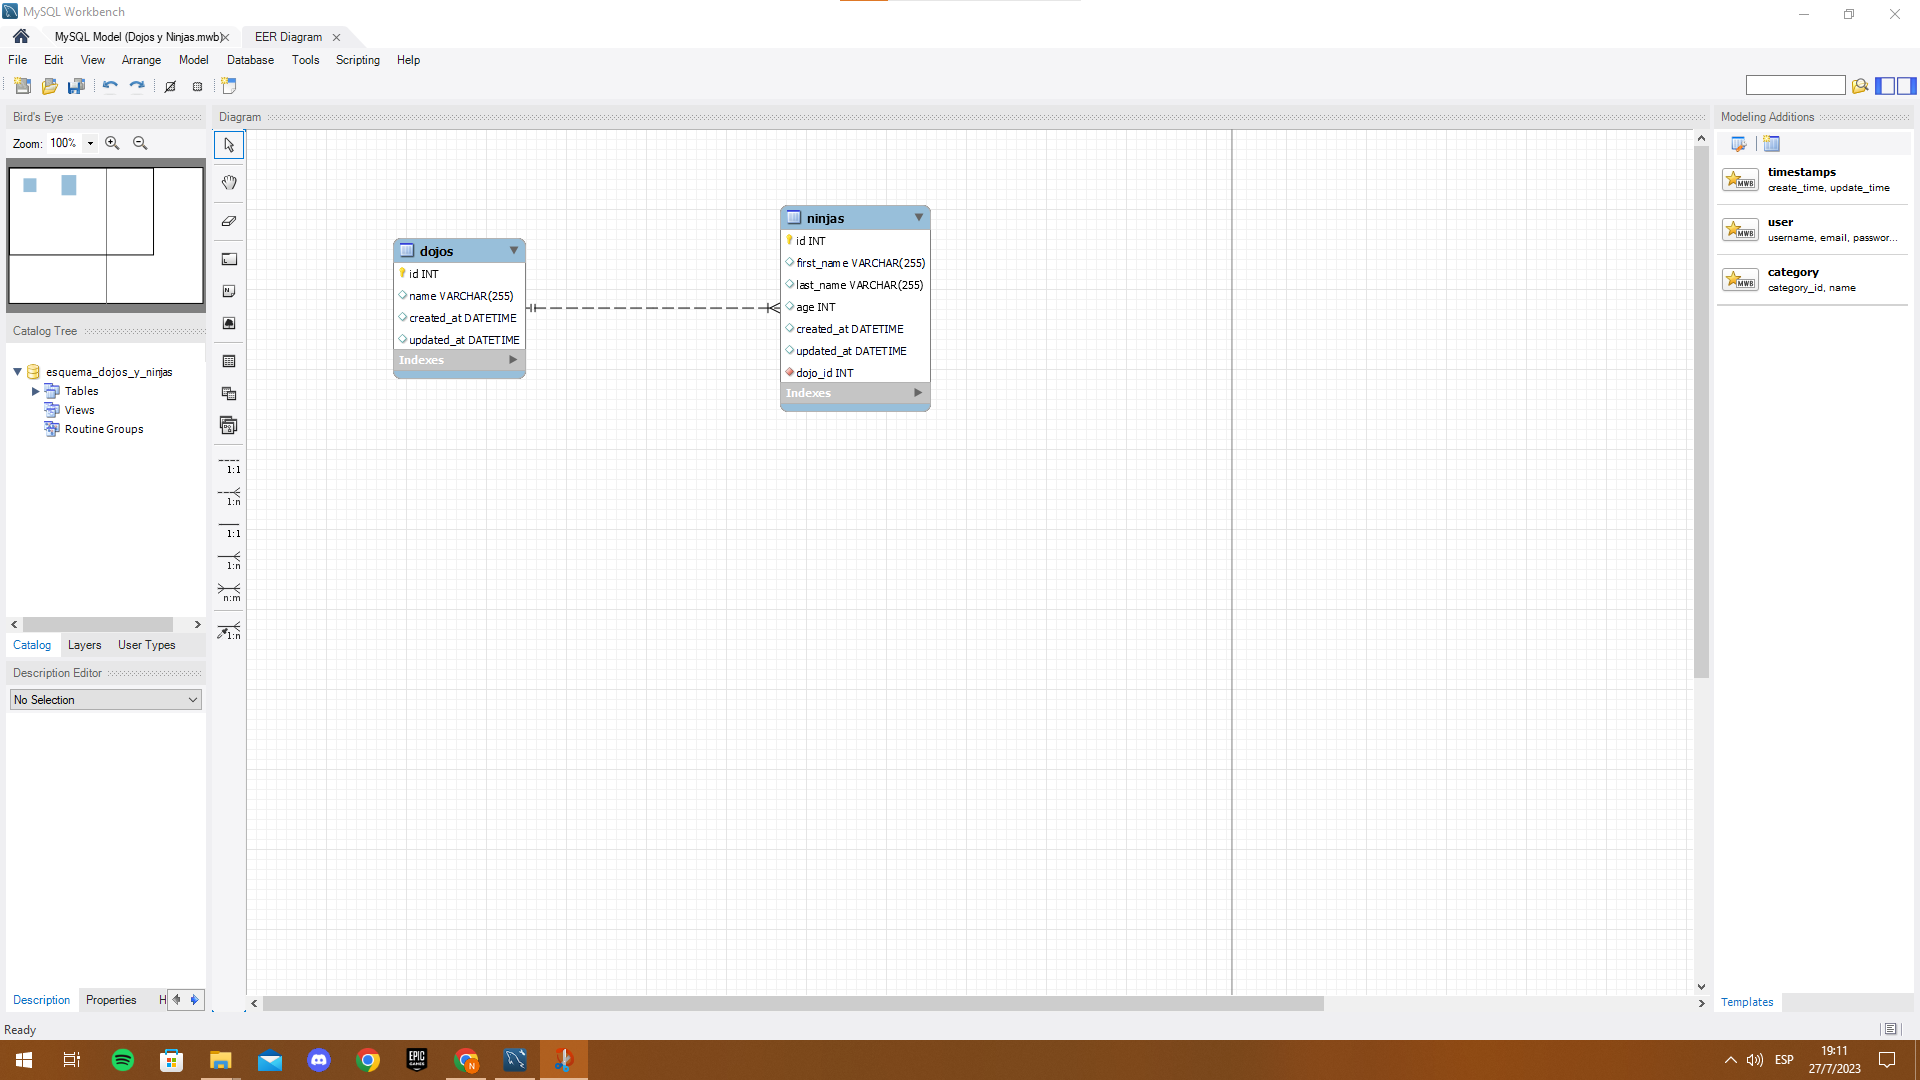 MySQL Workbench
MySQL Model (Dojos y Ninjas.mwb)
EER Diagram
File Edit View Arrange Model Database Tools Scripting Help
Bird's Eye
Zoom: 100%
Catalog Tree
esquema_dojos_y_ninjas
Tables
Views
Routine Groups
Catalog Layers User Types
Description Editor
No Selection
Description Properties H
Ready
Diagram
1:1
1:n
1:1
1:n
n:m
1:n
dojos
id INT
name VARCHAR(255)
created_at DATETIME
updated_at DATETIME
Indexes
ninjas
id INT
first_name VARCHAR(255)
last_name VARCHAR(255)
age INT
created_at DATETIME
updated_at DATETIME
dojo_id INT
Indexes
Modeling Additions
MWB
timestamps
create_time, update_time
MWB
user
username, email, passwor...
MWB
category
category_id, name
Templates
EPIC
GAMES
N
ESP
19:11
27/7/2023